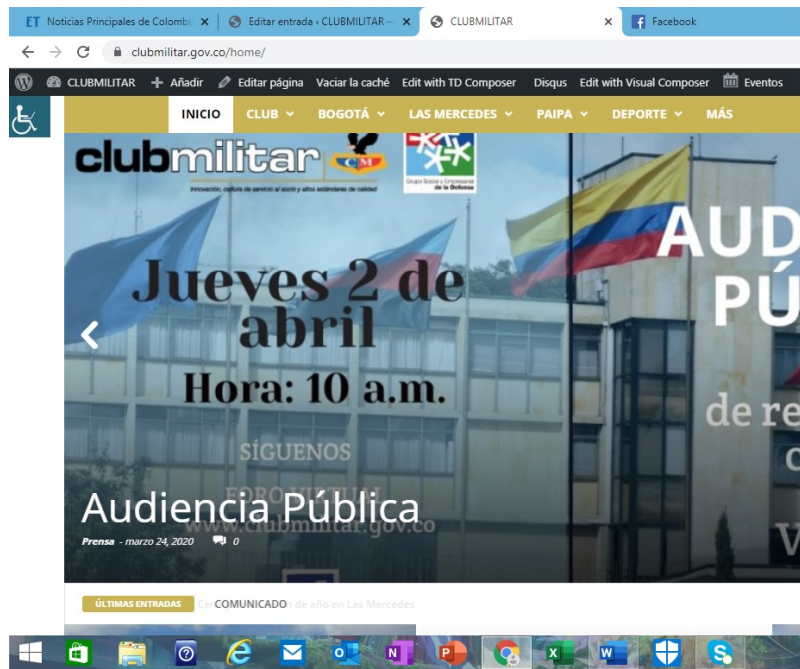 ET Noticias Principales de Colombi
Editar entrada ‹ CLUBMILITAR —
CLUBMILITAR
Facebook
clubmilitar.gov.co/home/
CLUBMILITAR + Añadir Editar página Vaciar la caché Edit with TD Composer Disqus Edit with Visual Composer Eventos
INICIO CLUB BOGOTÁ LAS MERCEDES PAIPA DEPORTE MÁS
clubmilitar
CM
Innovación, cultura de servicio al socio y altos estándares de calidad
Grupo Social y Empresarial
de la Defensa
Jueves 2 de
abril
Hora: 10 a.m.
SÍGUENOS
FORO VIRTUAL
www.clubmilitar.gov.co
AUD
PÚ
de re
c
V
Audiencia Pública
Prensa - marzo 24, 2020 0
ÚLTIMAS ENTRADAS
COMUNICADO
de año en Las Mercedes